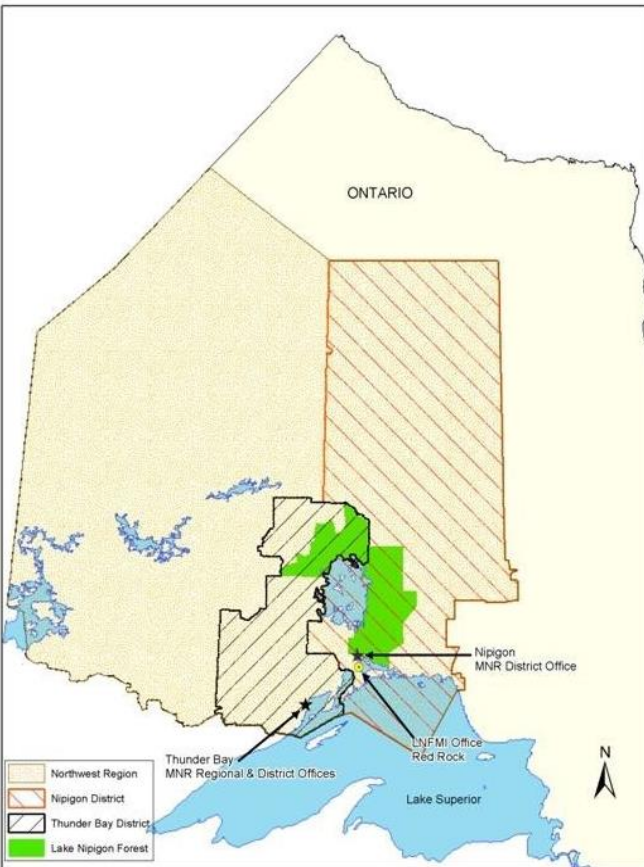 ONTARIO
Nipigon
MNR District Office
LNFMI Office
Red Rock
Thunder Bay
MNR Regional & District Offices
Lake Superior
N
Northwest Region
Nipigon District
Thunder Bay District
Lake Nipigon Forest